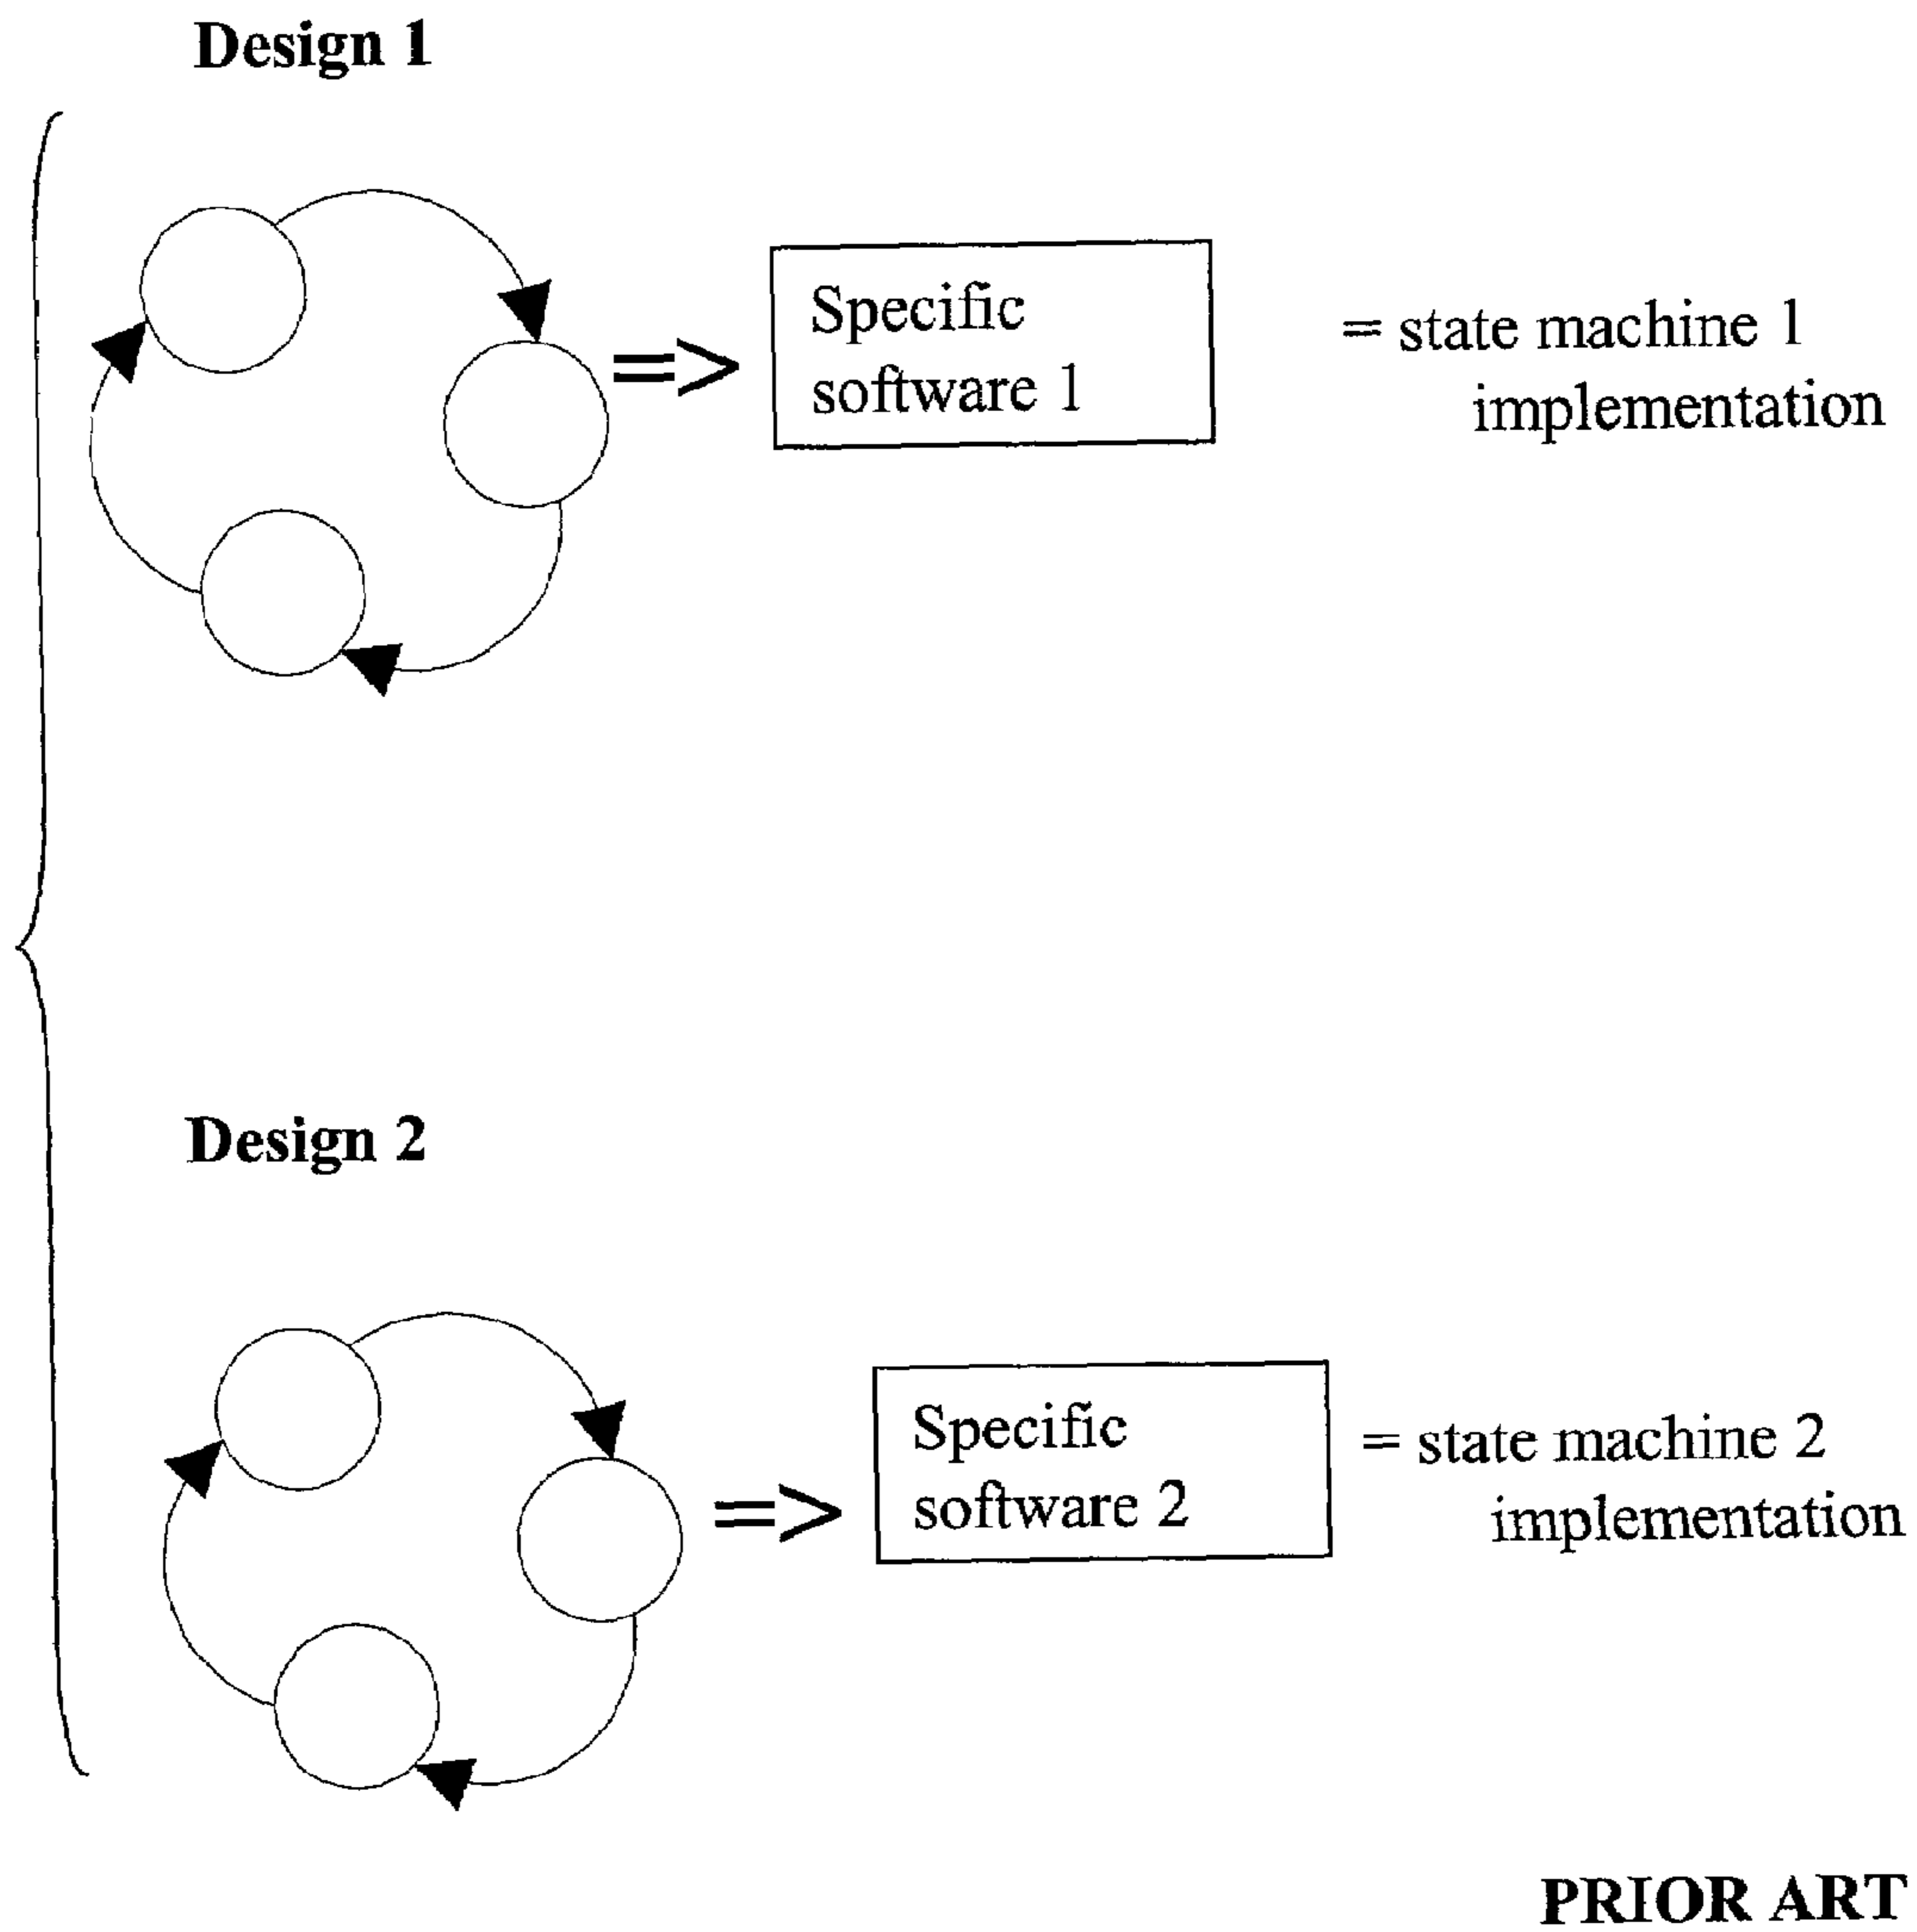 Design 1
=> Specific
software 1
= state machine 1
implementation
Design 2
=> Specific
software 2
= state machine 2
implementation
PRIOR ART